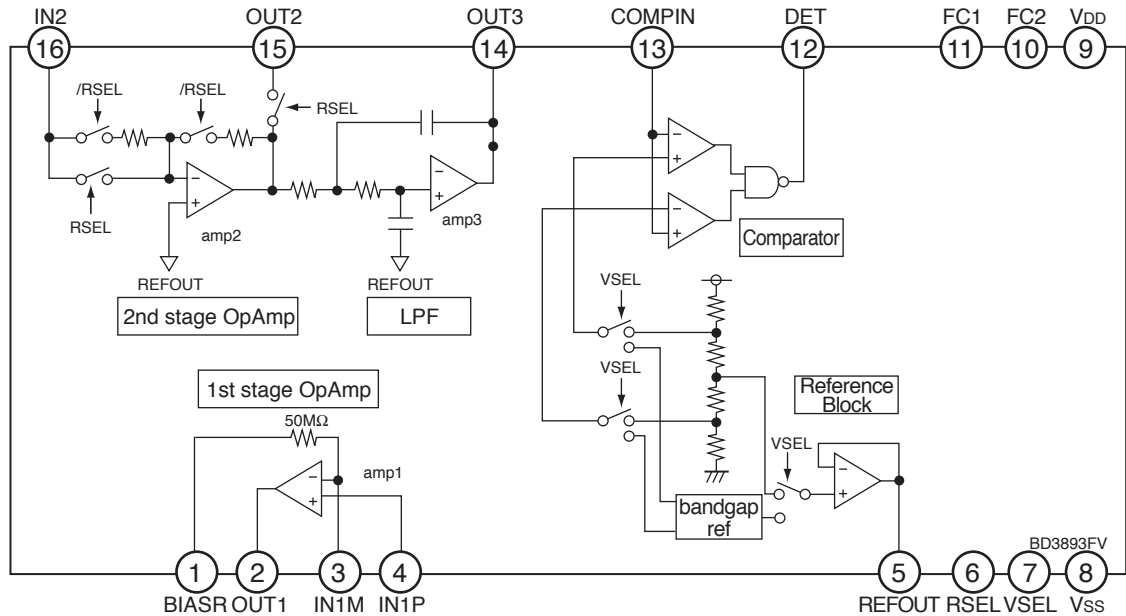 IN2 OUT2 OUT3 COMPIN DET FC1 FC2 VDD
16 15 14 13 12 11 10 9
/RSEL /RSEL
RSEL
RSEL
−
+
amp2
−
+
amp3
REFOUT REFOUT
2nd stage OpAmp LPF
−
+
−
+
Comparator
VSEL
VSEL
1st stage OpAmp
50MΩ
amp1
−
+
Reference
Block
VSEL
−
+
bandgap
ref
BD3893FV
1 2 3 4 5 6 7 8
BIASR OUT1 IN1M IN1P REFOUT RSEL VSEL VSS